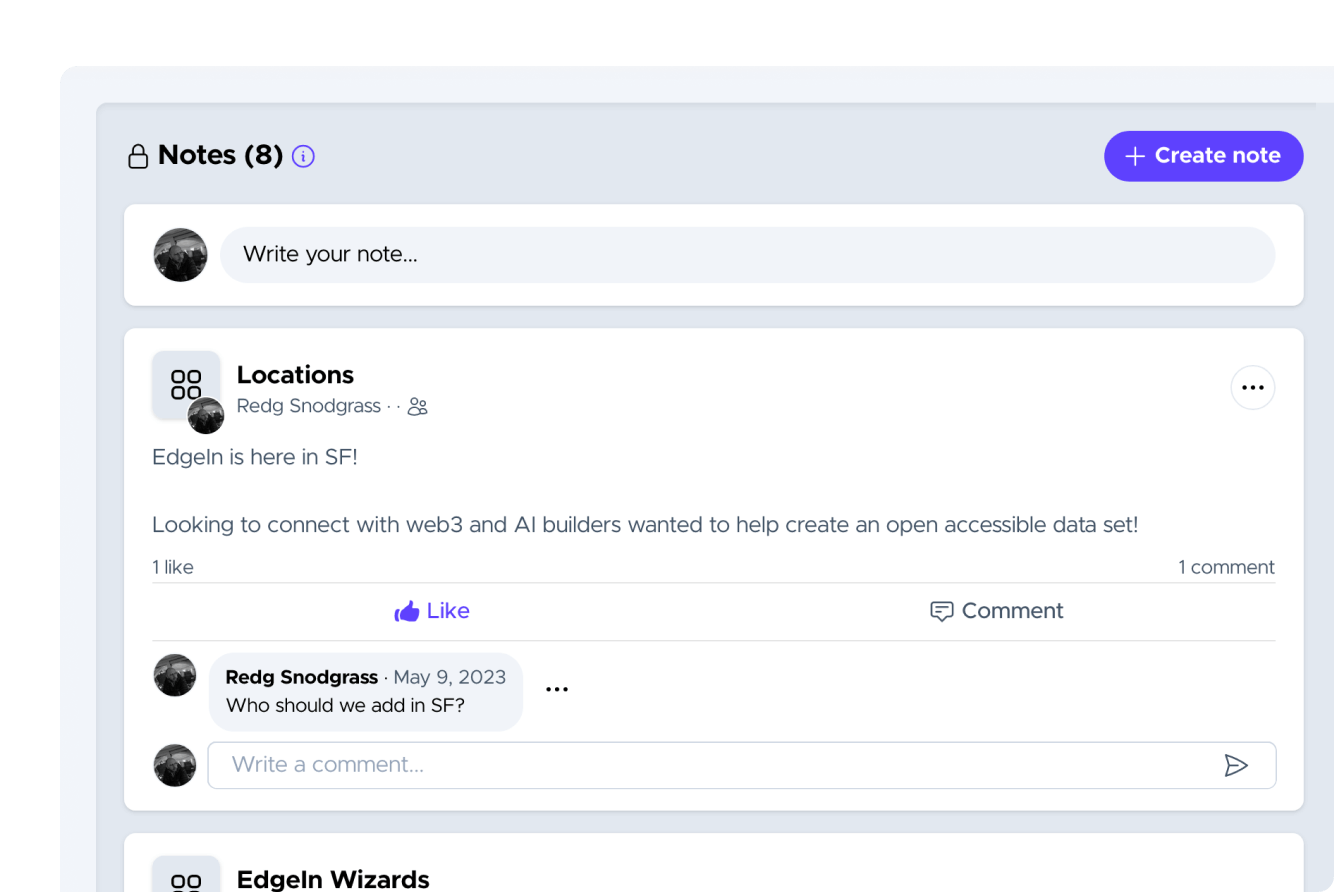 Notes (8)
Create note
Write your note...
Locations
Redg Snodgrass · ·
EdgeIn is here in SF!
Looking to connect with web3 and AI builders wanted to help create an open accessible data set!
1 like
1 comment
Like
Comment
Redg Snodgrass · May 9, 2023
Who should we add in SF?
Write a comment...
EdgeIn Wizards